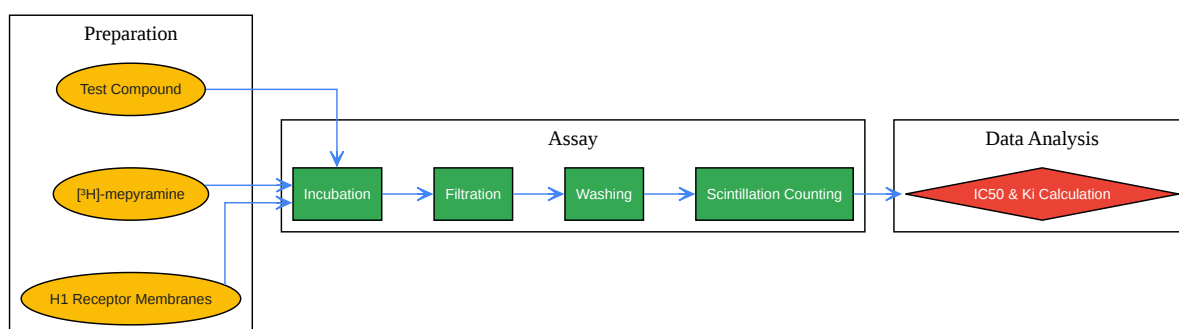 Preparation
Test Compound
[³H]-mepyramine
H1 Receptor Membranes
Assay
Incubation
Filtration
Washing
Scintillation Counting
Data Analysis
IC50 & Ki Calculation